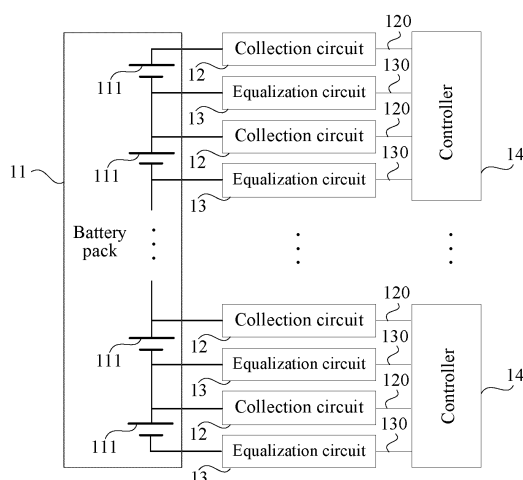 120
Collection circuit
111
12
130
Equalization circuit
13
120
Collection circuit
Controller
11
111
12
130
Equalization circuit
14
13
Battery pack
120
Collection circuit
111
12
130
Equalization circuit
13
120
Controller
14
Collection circuit
111
12
130
Equalization circuit
13